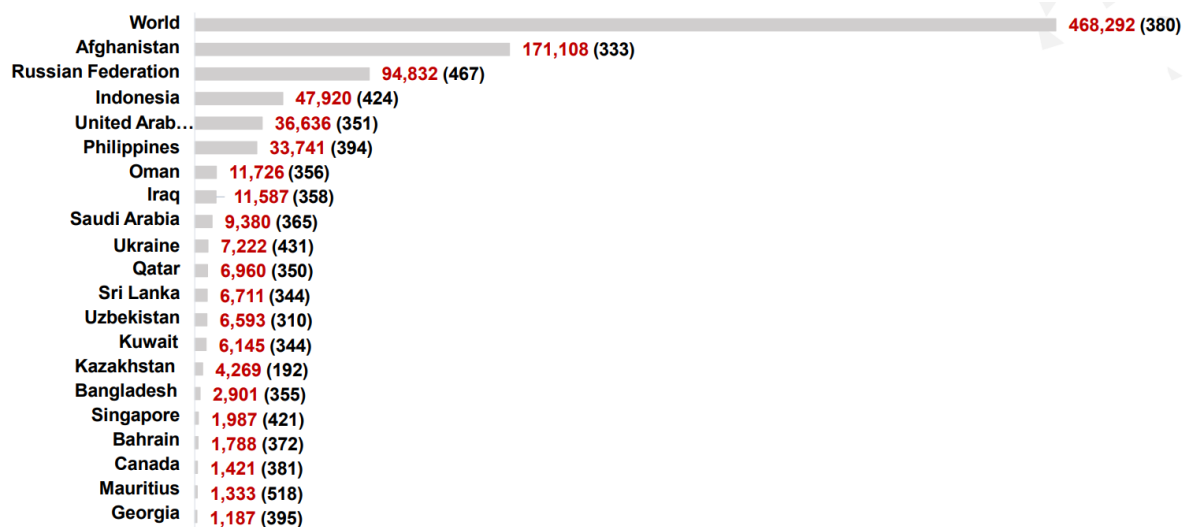 World 468,292 (380)
Afghanistan 171,108 (333)
Russian Federation 94,832 (467)
Indonesia 47,920 (424)
United Arab… 36,636 (351)
Philippines 33,741 (394)
Oman 11,726 (356)
Iraq 11,587 (358)
Saudi Arabia 9,380 (365)
Ukraine 7,222 (431)
Qatar 6,960 (350)
Sri Lanka 6,711 (344)
Uzbekistan 6,593 (310)
Kuwait 6,145 (344)
Kazakhstan 4,269 (192)
Bangladesh 2,901 (355)
Singapore 1,987 (421)
Bahrain 1,788 (372)
Canada 1,421 (381)
Mauritius 1,333 (518)
Georgia 1,187 (395)